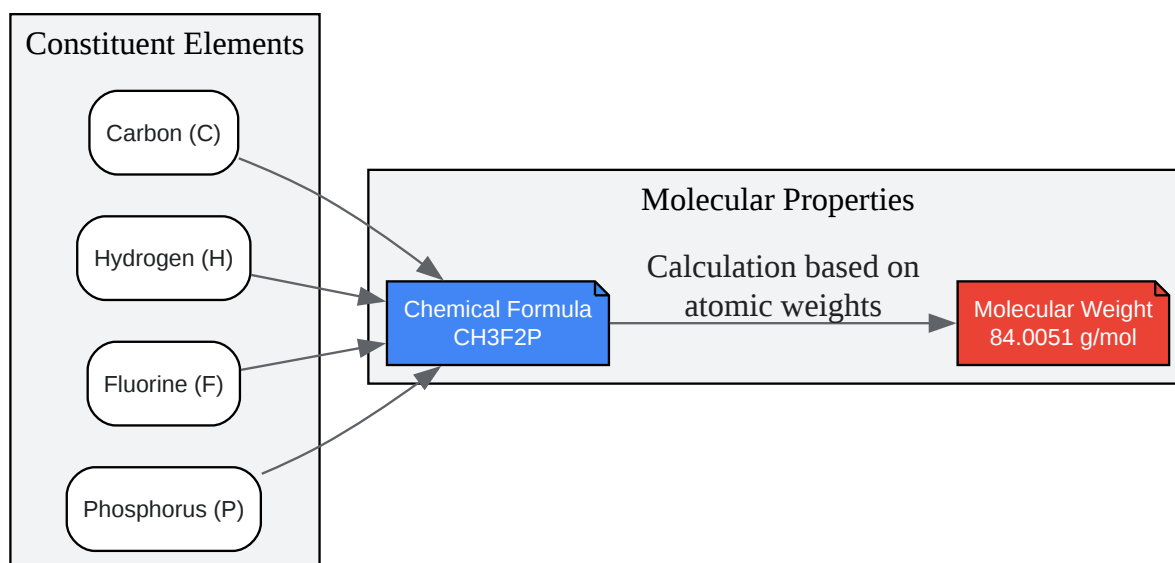 Constituent Elements
Carbon (C)
Hydrogen (H)
Fluorine (F)
Phosphorus (P)
Molecular Properties
Chemical Formula
CH3F2P
Calculation based on
atomic weights
Molecular Weight
84.0051 g/mol